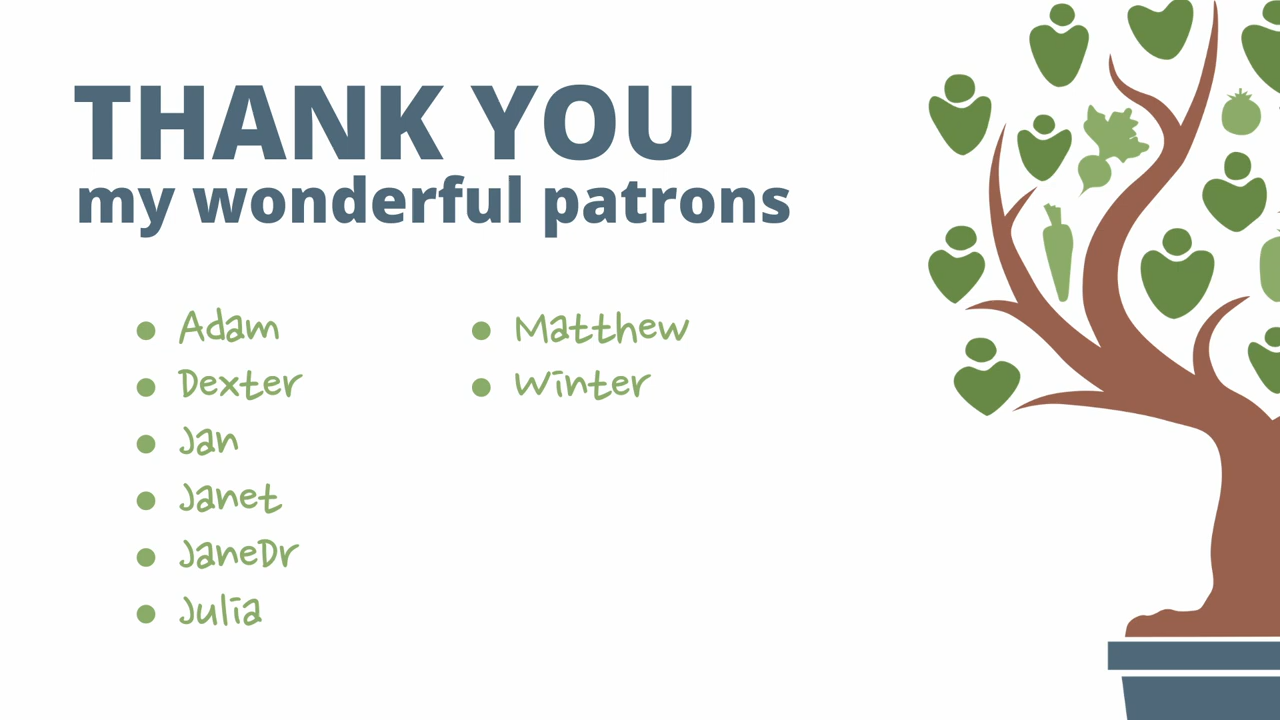 THANK YOU
my wonderful patrons
Adam
Dexter
Jan
Janet
JaneDr
Julia
Matthew
Winter